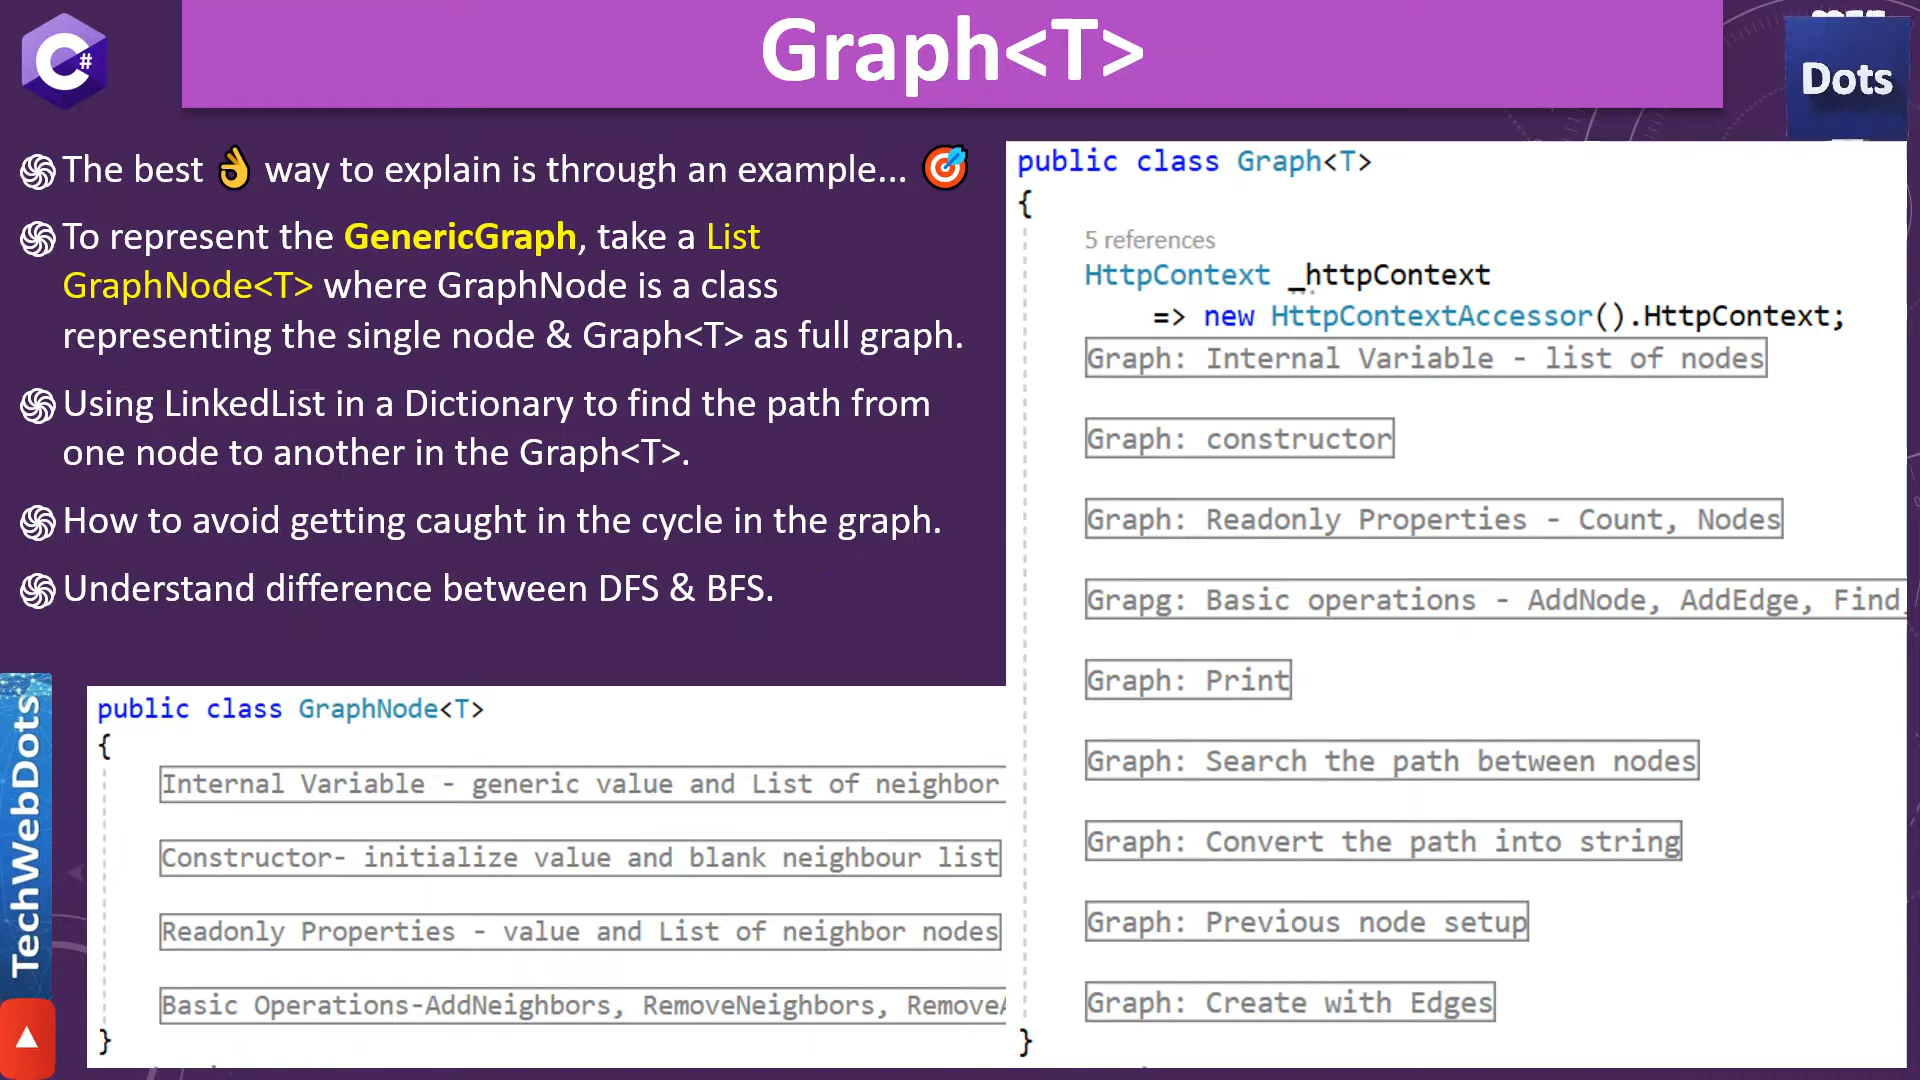 C#
Graph<T>
Dots
The best 👌 way to explain is through an example... 🎯
To represent the GenericGraph, take a List
GraphNode<T> where GraphNode is a class
representing the single node & Graph<T> as full graph.
Using LinkedList in a Dictionary to find the path from
one node to another in the Graph<T>.
How to avoid getting caught in the cycle in the graph.
Understand difference between DFS & BFS.
public class GraphNode<T>
{
Internal Variable - generic value and List of neighbor
Constructor- initialize value and blank neighbour list
Readonly Properties - value and List of neighbor nodes
Basic Operations-AddNeighbors, RemoveNeighbors,
}
public class Graph<T>
{
5 references
HttpContext _httpContext
=> new HttpContextAccessor().HttpContext;
Graph: Internal Variable - list of nodes
Graph: constructor
Graph: Readonly Properties - Count, Nodes
Grapg: Basic operations - AddNode, AddEdge, Find
Graph: Print
Graph: Search the path between nodes
Graph: Convert the path into string
Graph: Previous node setup
Graph: Create with Edges
}
TechWebDots